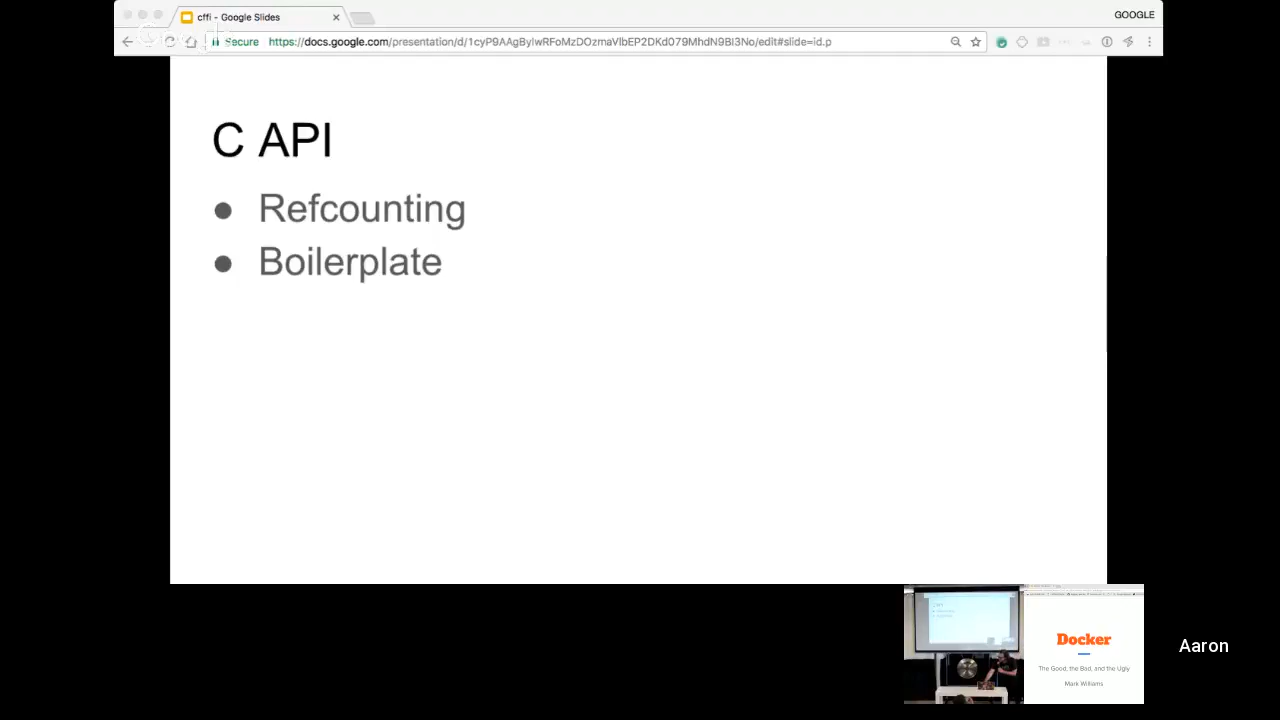 cffi - Google Slides
GOOGLE
Secure
https://docs.google.com/presentation/d/1cyP9AAgBylwRFoMzDOzmaVlbEP2DKd079MhdN9Bl3No/edit#slide=id.p
C API
● Refcounting
● Boilerplate
Docker
The Good, the Bad, and the Ugly
Mark Williams
Aaron